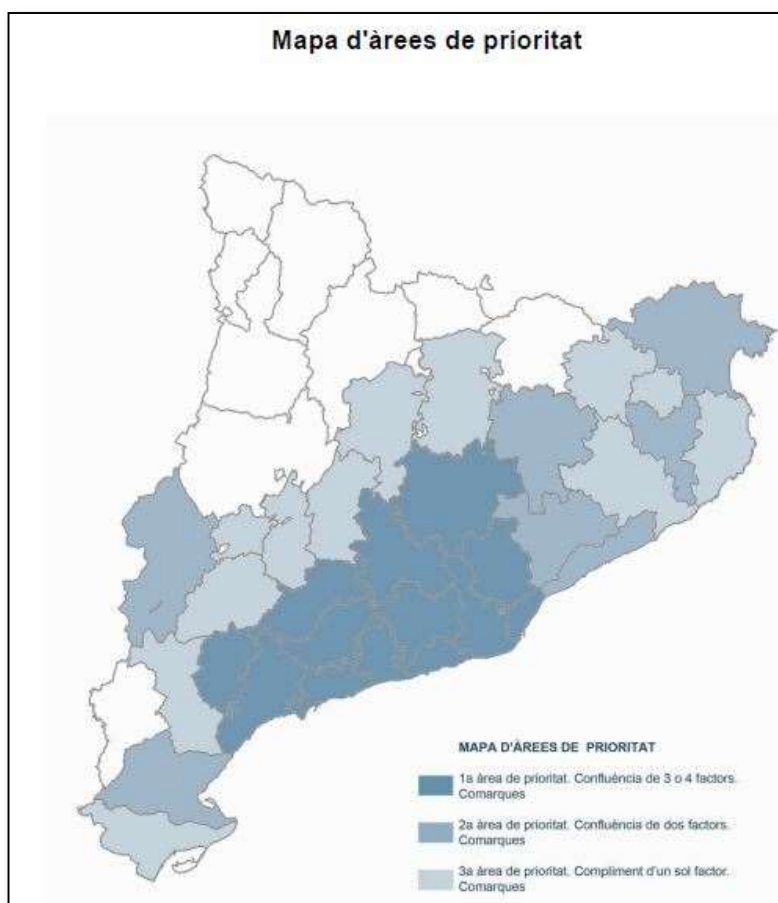 Mapa d'àrees de prioritat
MAPA D'ÀREES DE PRIORITAT
1a àrea de prioritat. Confluència de 3 o 4 factors.
Comarques
2a àrea de prioritat. Confluència de dos factors.
Comarques
3a àrea de prioritat. Compliment d'un sol factor.
Comarques